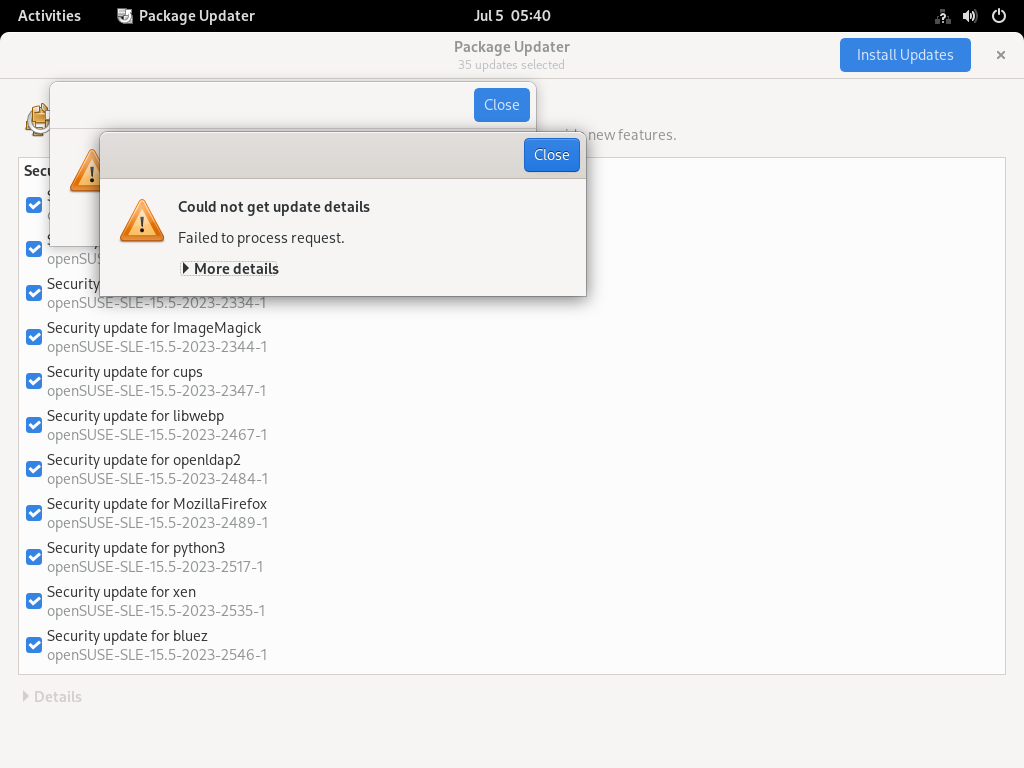 Activities
Package Updater
Jul 5 05:40
Package Updater
35 updates selected
Install Updates
Close
new features.
Close
Could not get update details
Failed to process request.
More details
Security
openSUSE-SLE-15.5-2023-2334-1
Security update for ImageMagick
openSUSE-SLE-15.5-2023-2344-1
Security update for cups
openSUSE-SLE-15.5-2023-2347-1
Security update for libwebp
openSUSE-SLE-15.5-2023-2467-1
Security update for openldap2
openSUSE-SLE-15.5-2023-2484-1
Security update for MozillaFirefox
openSUSE-SLE-15.5-2023-2489-1
Security update for python3
openSUSE-SLE-15.5-2023-2517-1
Security update for xen
openSUSE-SLE-15.5-2023-2535-1
Security update for bluez
openSUSE-SLE-15.5-2023-2546-1
Details